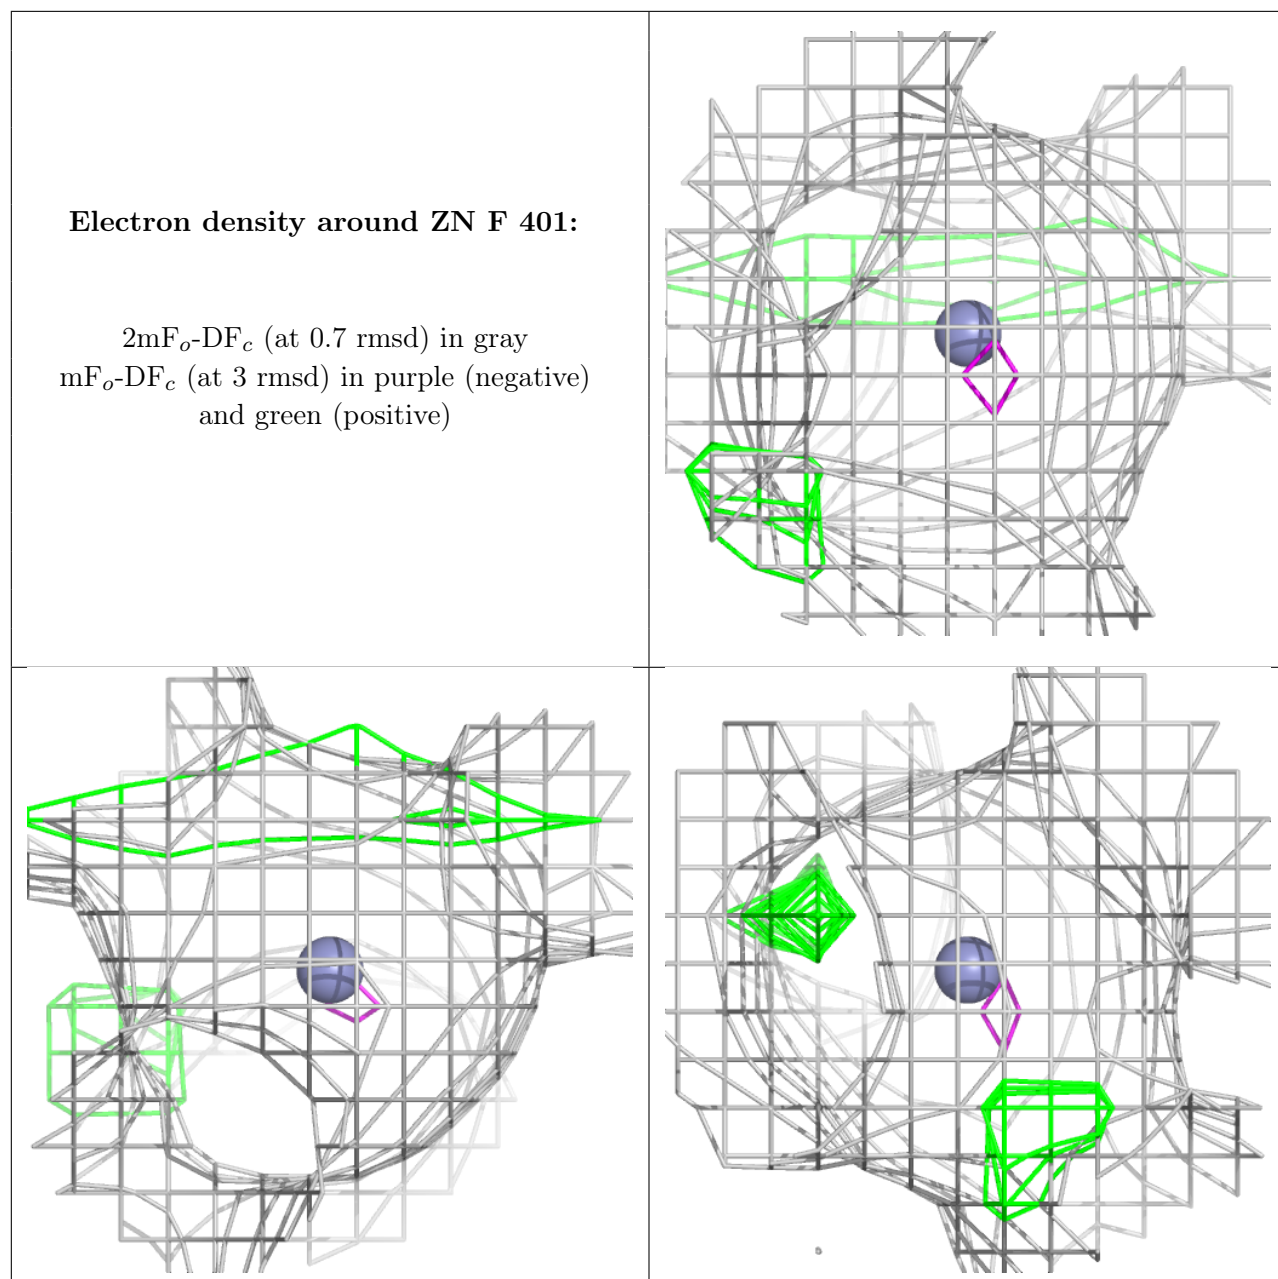 Electron density around ZN F 401:
2mFo-DFc (at 0.7 rmsd) in gray
mFo-DFc (at 3 rmsd) in purple (negative)
and green (positive)